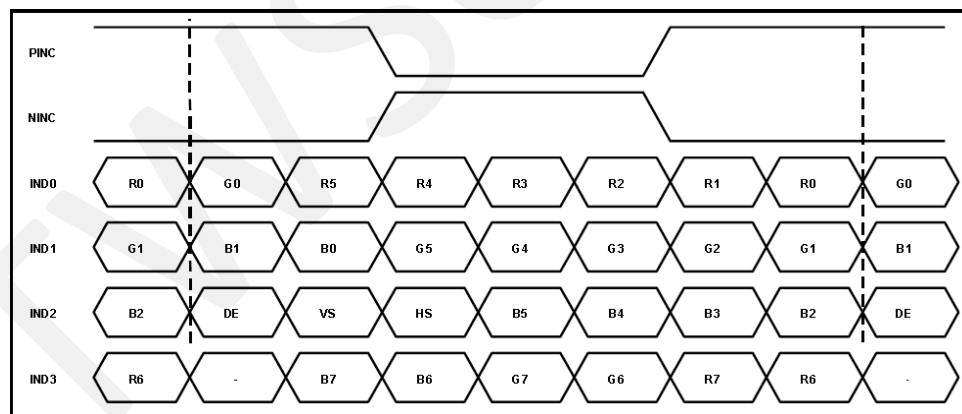 PINC
NINC
IND0 R0 G0 R5 R4 R3 R2 R1 R0 G0
IND1 G1 B1 B0 G5 G4 G3 G2 G1 B1
IND2 B2 DE VS HS B5 B4 B3 B2 DE
IND3 R6 - B7 B6 G7 G6 R7 R6 -